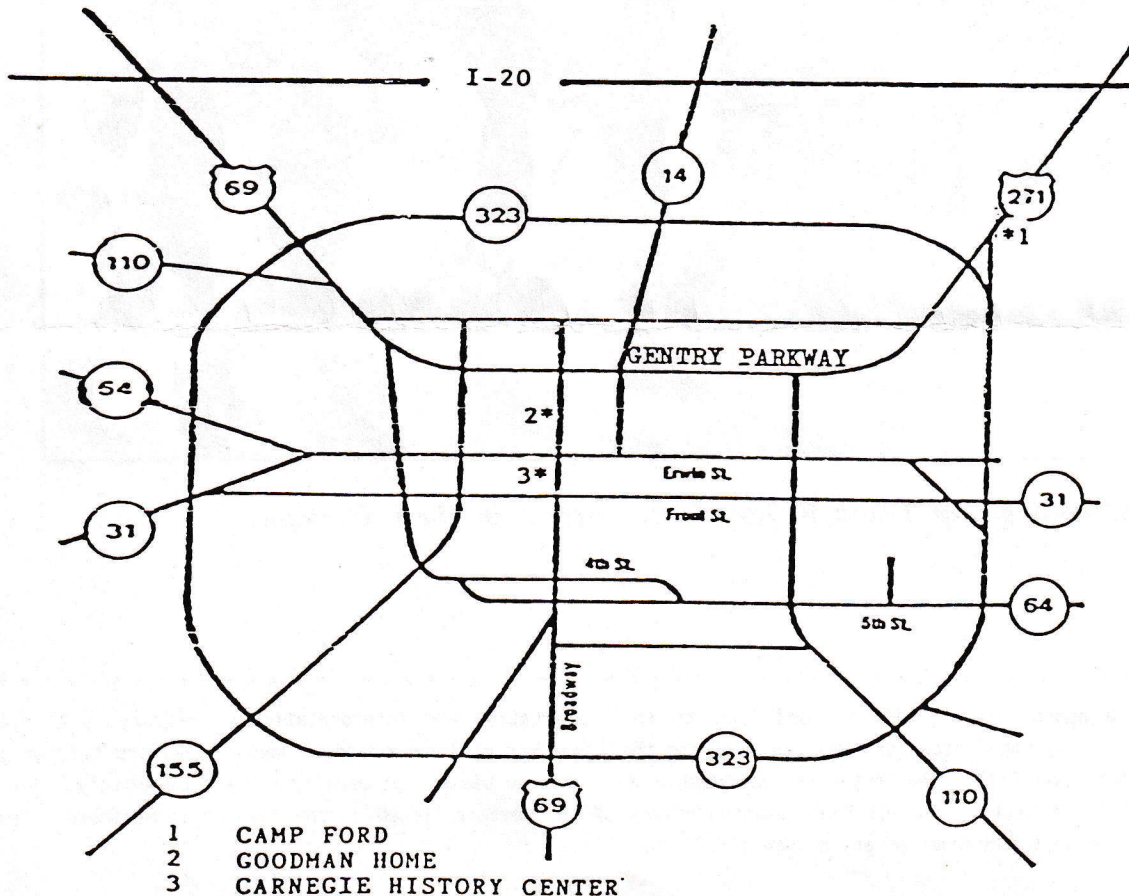 I-20
69
14
271
323
*1
110
GENTRY PARKWAY
64
2*
3*
Erwin St.
31
31
Front St.
4th St.
64
5th St.
Broadway
155
323
69
110
1 CAMP FORD
2 GOODMAN HOME
3 CARNEGIE HISTORY CENTER